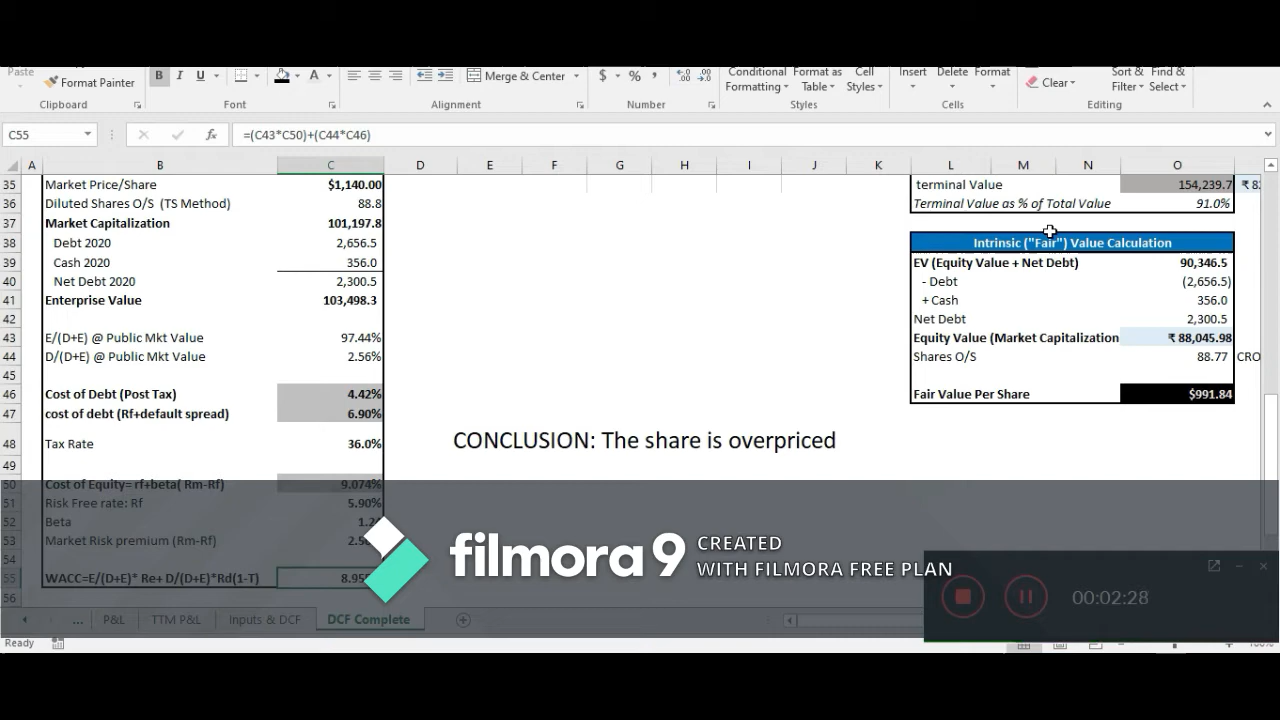 Paste
Format Painter
B I U A
Merge & Center
$ % ,
Conditional Formatting
Format as Table
Cell Styles
Insert Delete Format
Clear
Sort & Filter
Find & Select
Clipboard Font Alignment Number Styles Cells Editing
C55 fx =(C43*C50)+(C44*C46)
A B C D E F G H I J K L M N O
35 Market Price/Share $1,140.00 terminal Value 154,239.7
36 Diluted Shares O/S (TS Method) 88.8 Terminal Value as % of Total Value 91.0%
37 Market Capitalization 101,197.8
38 Debt 2020 2,656.5 Intrinsic ("Fair") Value Calculation
39 Cash 2020 356.0 EV (Equity Value + Net Debt) 90,346.5
40 Net Debt 2020 2,300.5 - Debt (2,656.5)
41 Enterprise Value 103,498.3 + Cash 356.0
42 Net Debt 2,300.5
43 E/(D+E) @ Public Mkt Value 97.44% Equity Value (Market Capitalization ₹ 88,045.98
44 D/(D+E) @ Public Mkt Value 2.56% Shares O/S 88.77 CRO
45
46 Cost of Debt (Post Tax) 4.42% Fair Value Per Share $991.84
47 cost of debt (Rf+default spread) 6.90%
48 Tax Rate 36.0% CONCLUSION: The share is overpriced
49
50 Cost of Equity= rf+beta( Rm-Rf) 9.074%
51 Risk Free rate: Rf 5.90%
52 Beta
53 Market Risk premium (Rm-Rf)
54
55 WACC=E/(D+E)* Re+ D/(D+E)*Rd(1-T)
56
filmora 9 CREATED
WITH FILMORA FREE PLAN
00:02:28
... P&L TTM P&L Inputs & DCF DCF Complete
Ready